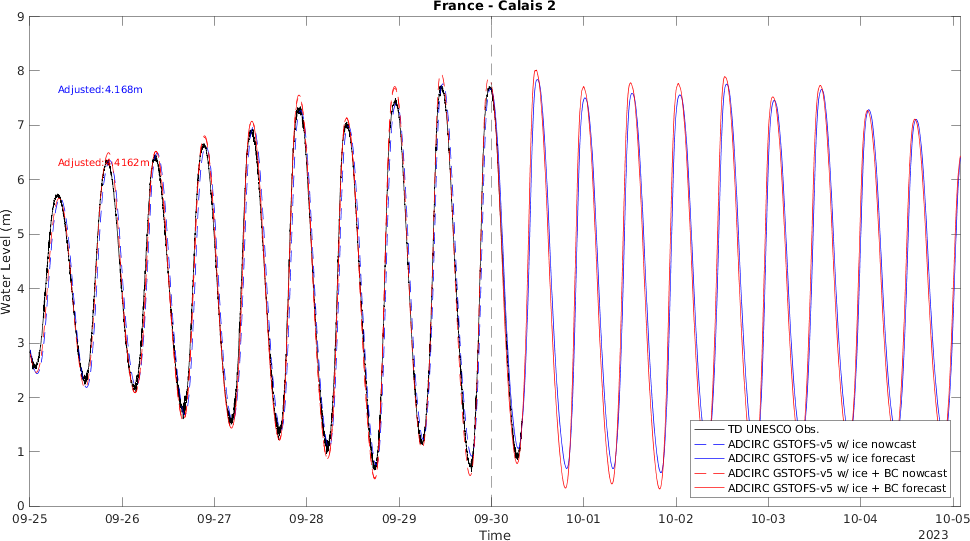 France - Calais 2
9
8
7
6
5
4
3
2
1
0
Water Level (m)
Adjusted:4.168m
4162m
TD UNESCO Obs.
ADCIRC GSTOFS-v5 w/ ice nowcast
ADCIRC GSTOFS-v5 w/ ice forecast
ADCIRC GSTOFS-v5 w/ ice + BC nowcast
ADCIRC GSTOFS-v5 w/ ice + BC forecast
09-25 09-26 09-27 09-28 09-29 09-30 10-01 10-02 10-03 10-04 10-05
Time
2023